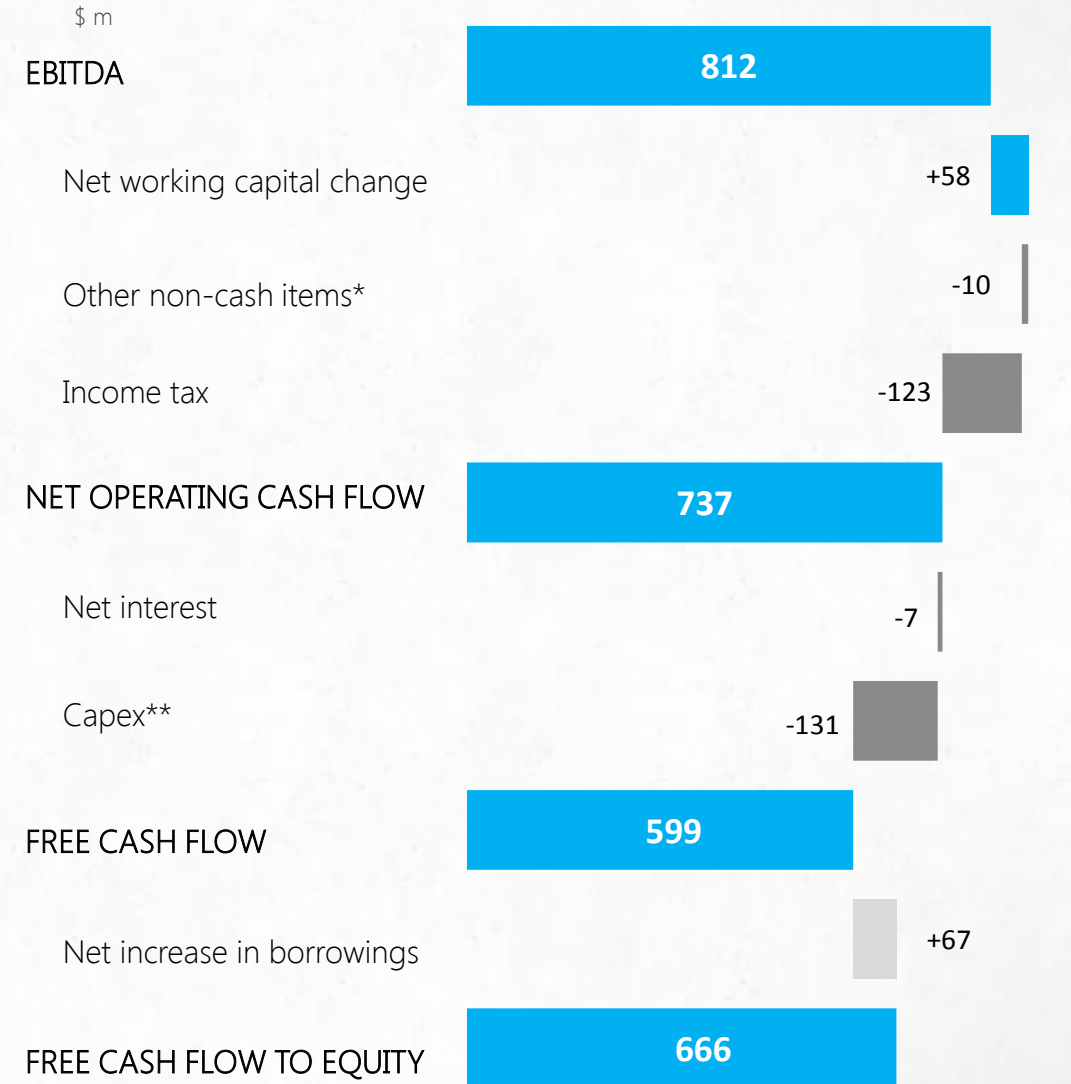 $ m
EBITDA 812
Net working capital change +58
Other non-cash items* -10
Income tax -123
NET OPERATING CASH FLOW 737
Net interest -7
Capex** -131
FREE CASH FLOW 599
Net increase in borrowings +67
FREE CASH FLOW TO EQUITY 666